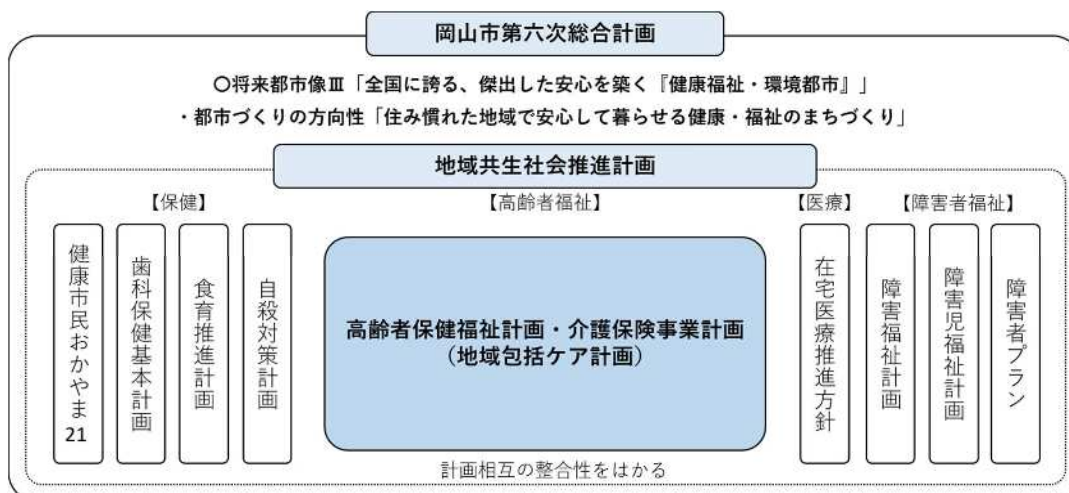 岡山市第六次総合計画
〇将来都市像Ⅲ「全国に誇る、傑出した安心を築く『健康福祉・環境都市』」
・都市づくりの方向性「住み慣れた地域で安心して暮らせる健康・福祉のまちづくり」
地域共生社会推進計画
【保健】
【高齢者福祉】
【医療】
【障害者福祉】
健康市民おかやま21
歯科保健基本計画
食育推進計画
自殺対策計画
高齢者保健福祉計画・介護保険事業計画
（地域包括ケア計画）
在宅医療推進方針
障害福祉計画
障害児福祉計画
障害者プラン
計画相互の整合性をはかる